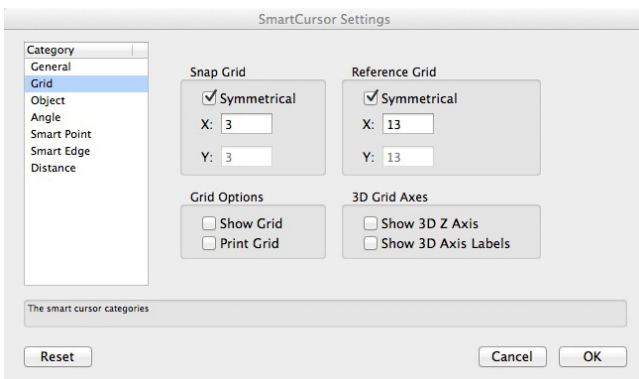 SmartCursor Settings
Category
General
Grid
Object
Angle
Smart Point
Smart Edge
Distance
Snap Grid
Symmetrical
X: 3
Y: 3
Reference Grid
Symmetrical
X: 13
Y: 13
Grid Options
Show Grid
Print Grid
3D Grid Axes
Show 3D Z Axis
Show 3D Axis Labels
The smart cursor categories
Reset
Cancel
OK